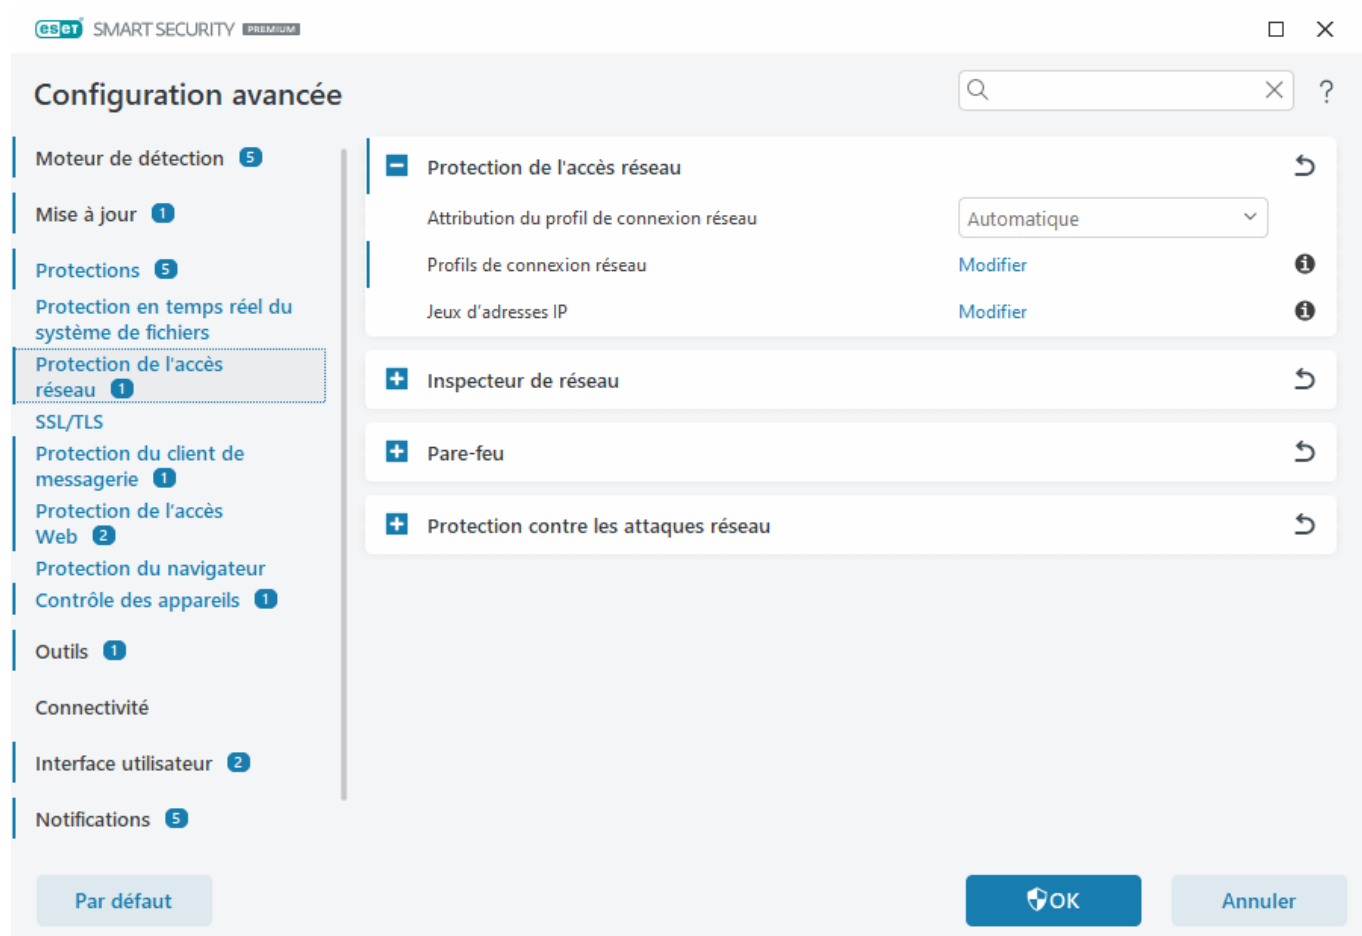 eset SMART SECURITY PREMIUM
Configuration avancée
?
Moteur de détection 5
Mise à jour 1
Protections 5
Protection en temps réel du
système de fichiers
Protection de l'accès
réseau 1
SSL/TLS
Protection du client de
messagerie 1
Protection de l'accès
Web 2
Protection du navigateur
Contrôle des appareils 1
Outils 1
Connectivité
Interface utilisateur 2
Notifications 5
Protection de l'accès réseau
Attribution du profil de connexion réseau Automatique
Profils de connexion réseau Modifier
Jeux d'adresses IP Modifier
Inspecteur de réseau
Pare-feu
Protection contre les attaques réseau
Par défaut
OK
Annuler